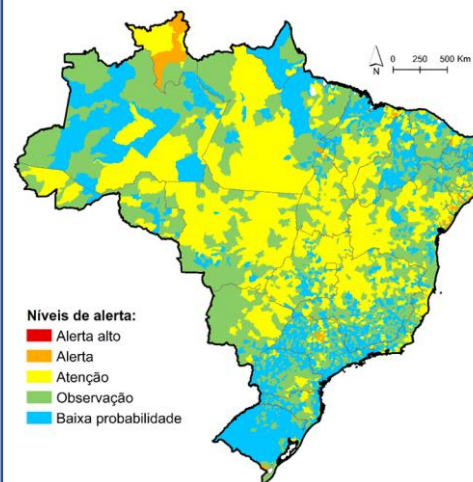 0 250 500 Km
N
Níveis de alerta:
Alerta alto
Alerta
Atenção
Observação
Baixa probabilidade